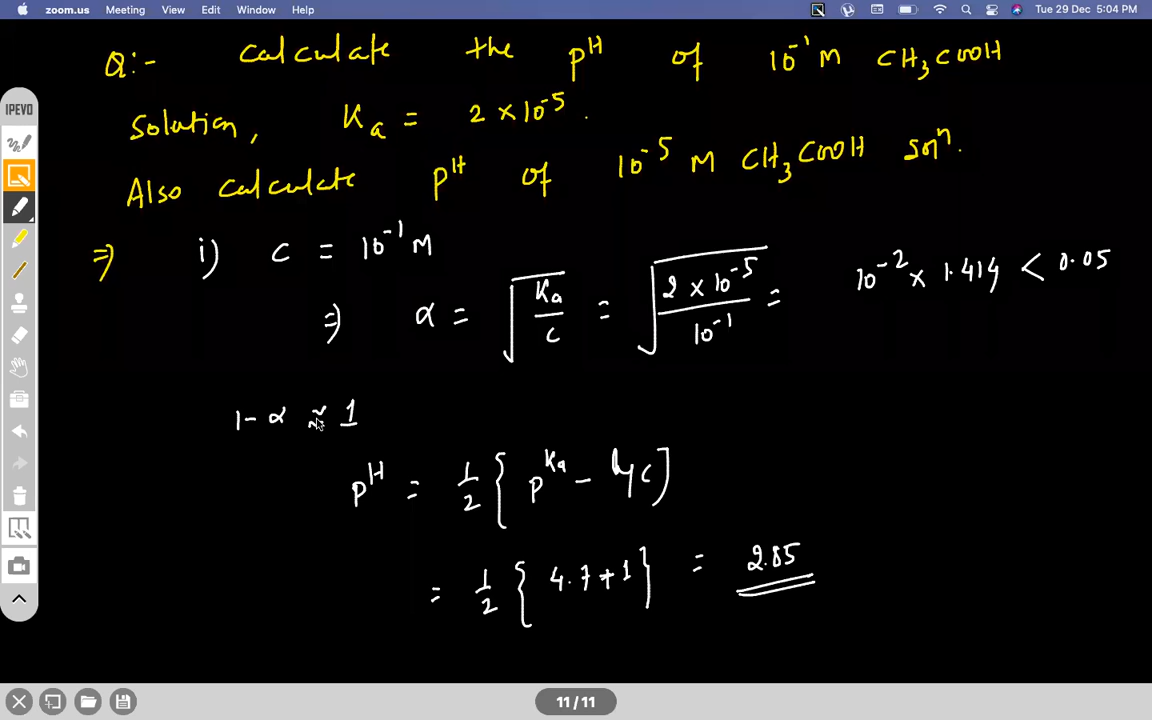 zoom.us Meeting View Edit Window Help Tue 29 Dec 5:04 PM
IPEVO
Q:- Calculate the pH of 10⁻¹ M CH₃COOH
Solution, Ka = 2 × 10⁻⁵.
Also calculate pH of 10⁻⁵ M CH₃COOH solⁿ.
⇒ i) C = 10⁻¹ M
⇒ α = √(Ka/C) = √(2 × 10⁻⁵/10⁻¹) = 10⁻² × 1.414 < 0.05
1 - α ≈ 1
pH = 1/2 { pKa - log C }
= 1/2 { 4.7 + 1 } = 2.85
11 / 11